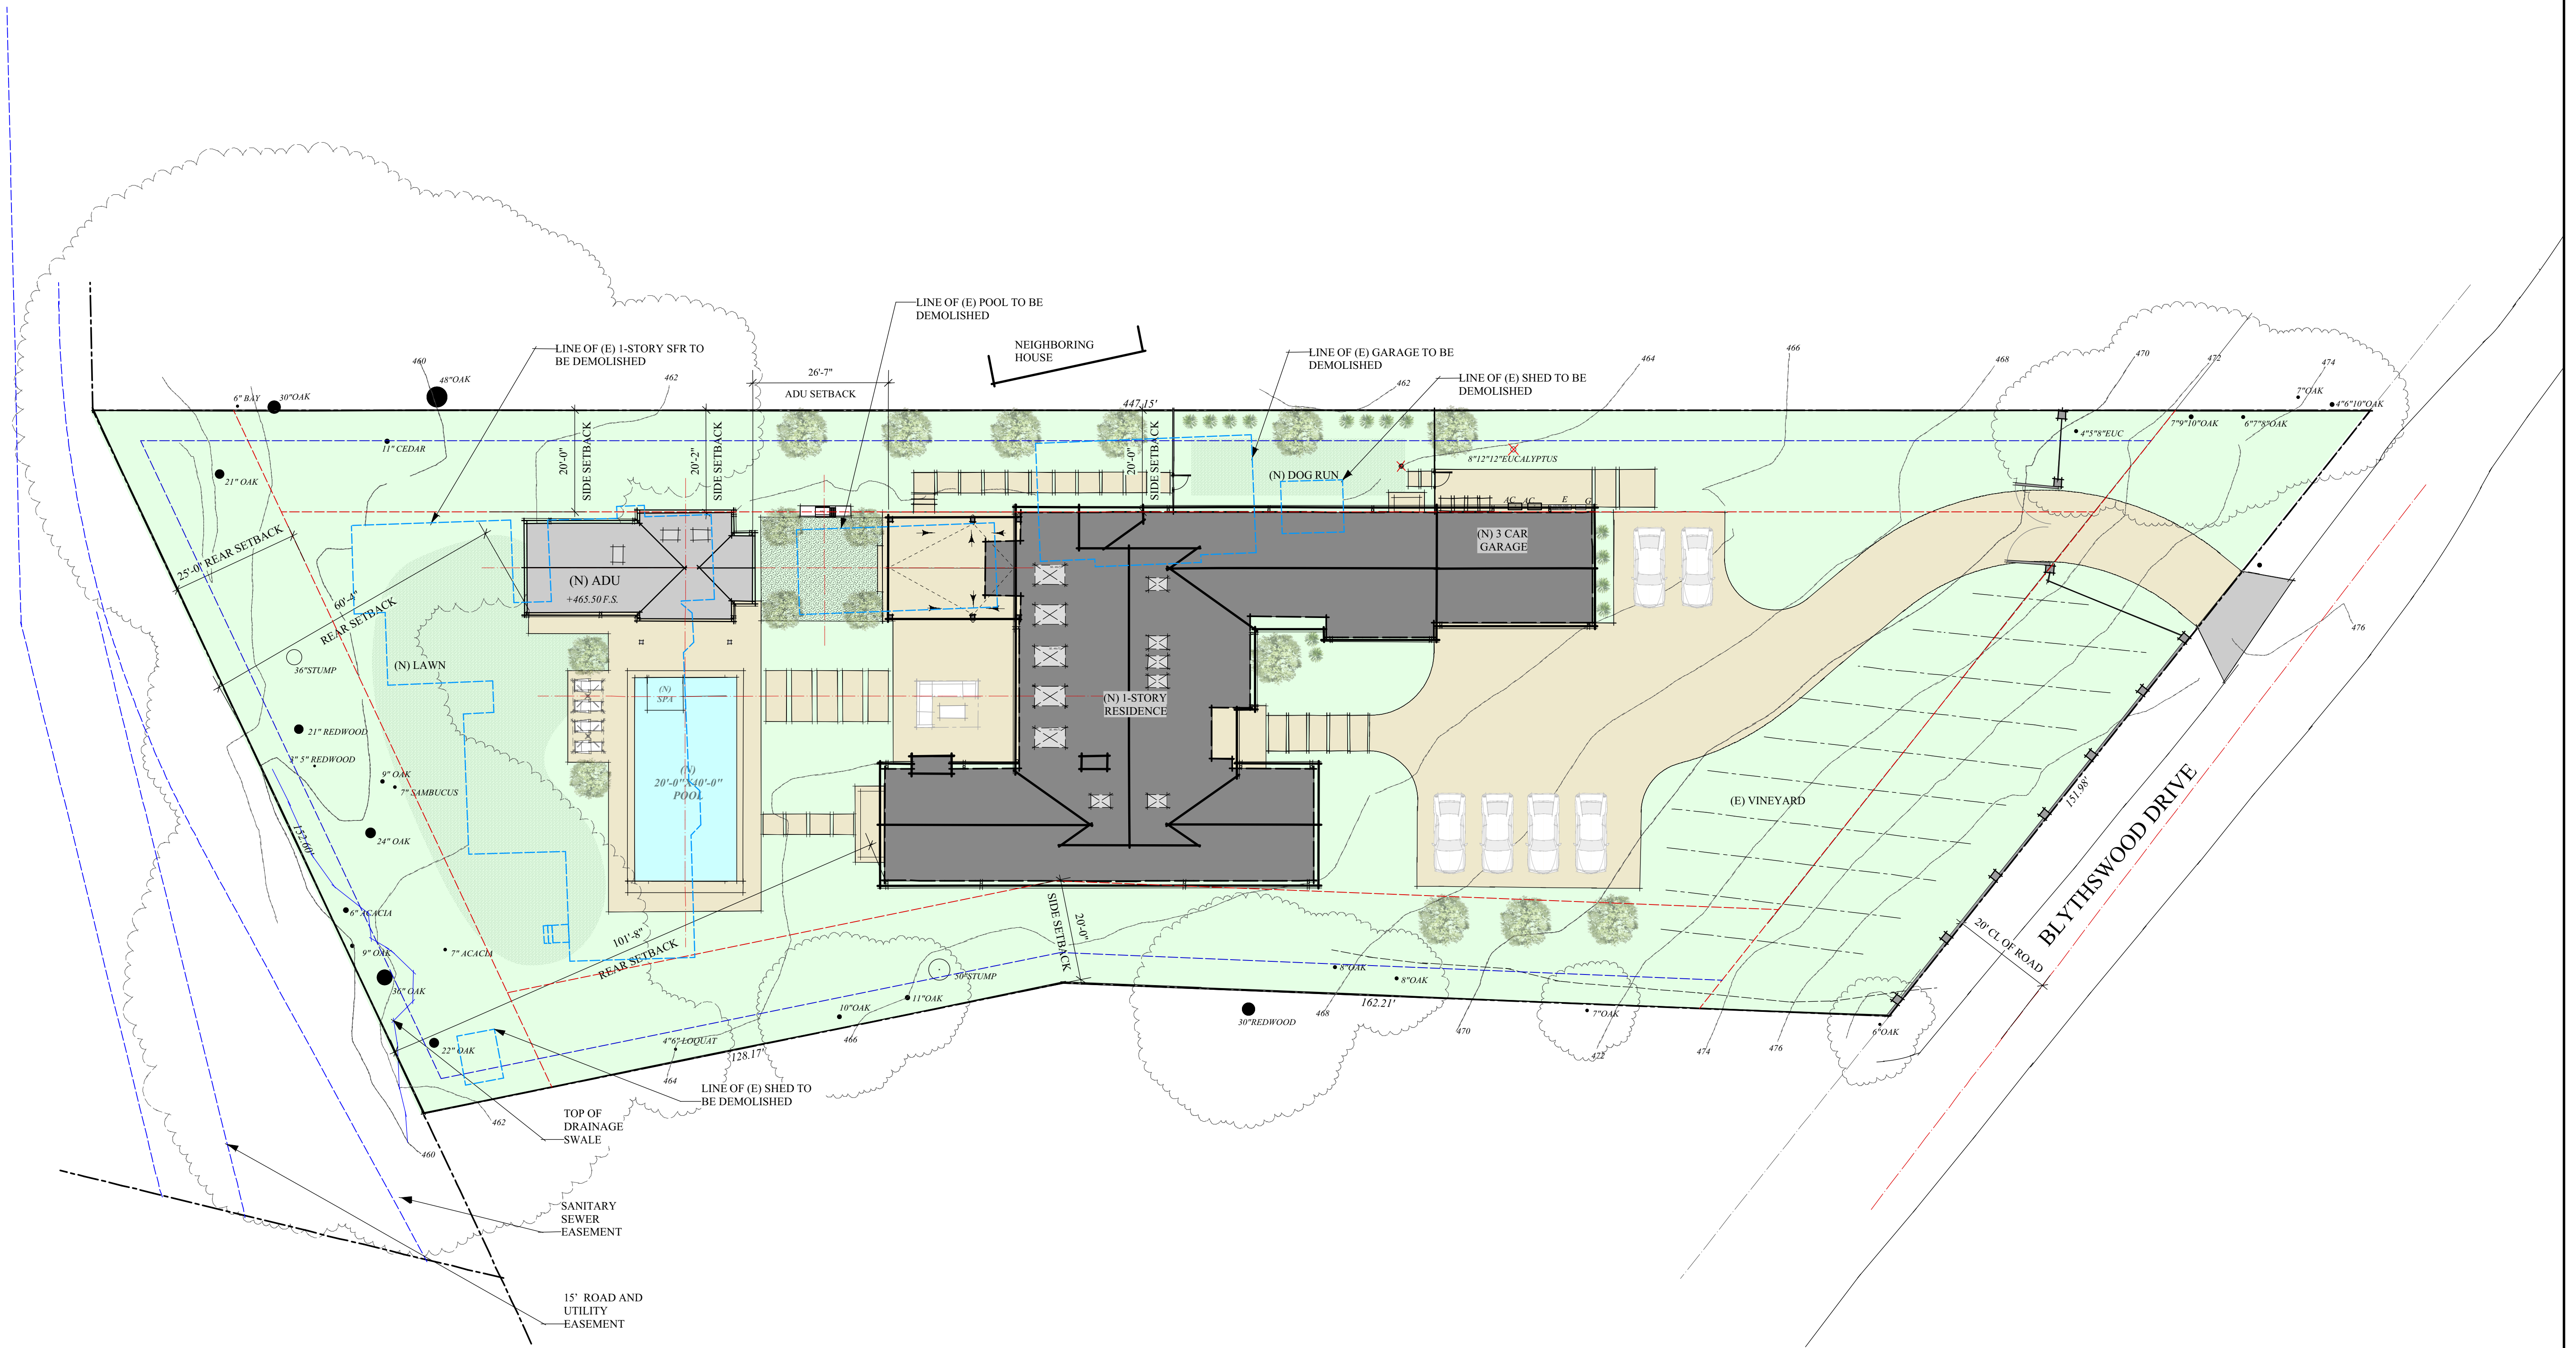 LINE OF (E) POOL TO BE
DEMOLISHED
LINE OF (E) 1-STORY SFR TO
BE DEMOLISHED
NEIGHBORING
HOUSE
LINE OF (E) GARAGE TO BE
DEMOLISHED
LINE OF (E) SHED TO BE
DEMOLISHED
460
462
26'-7"
ADU SETBACK
462
464
466
468
470
472
474
48"OAK
6" BAY
30"OAK
447.15'
7"OAK
4"6"10"OAK
7"9"10"OAK
6"7"8"OAK
4"5"8"EUC
11" CEDAR
21" OAK
20'-0"
SIDE SETBACK
20'-2"
SIDE SETBACK
20'-0"
SIDE SETBACK
8"12"12"EUCALYPTUS
(N) DOG RUN
AC
AC
E
G
25'-0" REAR SETBACK
(N) 3 CAR
GARAGE
(N) ADU
+465.50 F.S.
60'-4"
REAR SETBACK
476
36"STUMP
(N) LAWN
(N)
SPA
(N) 1-STORY
RESIDENCE
21" REDWOOD
3" 5" REDWOOD
9" OAK
7" SAMBUCUS
(N)
20'-0"X40'-0"
POOL
(E) VINEYARD
151.98'
BLYTHSWOOD DRIVE
152.60'
24" OAK
6" ACACIA
9" OAK
7" ACACIA
101'-8"
REAR SETBACK
20'-0"
SIDE SETBACK
20' CL OF ROAD
36" OAK
50"STUMP
8"OAK
8"OAK
11"OAK
10"OAK
162.21'
30"REDWOOD
468
7"OAK
6"OAK
470
472
474
476
22" OAK
4"6" LOQUAT
466
128.17'
464
LINE OF (E) SHED TO
BE DEMOLISHED
462
TOP OF
DRAINAGE
SWALE
460
SANITARY
SEWER
EASEMENT
15' ROAD AND
UTILITY
EASEMENT